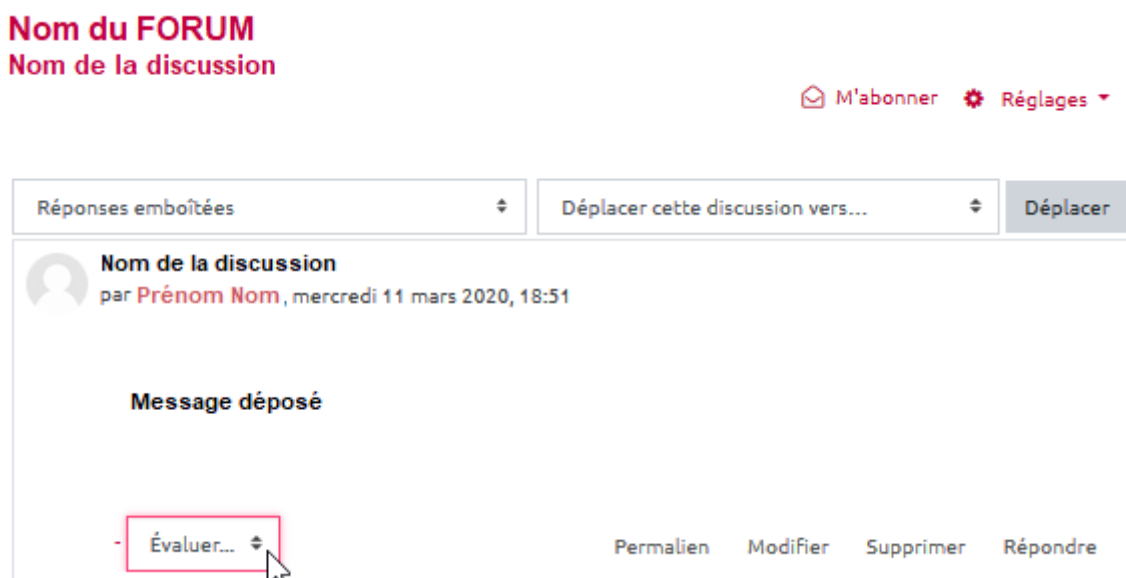 Nom du FORUM
Nom de la discussion
M'abonner Réglages
Réponses emboîtées Déplacer cette discussion vers... Déplacer
Nom de la discussion
par Prénom Nom, mercredi 11 mars 2020, 18:51
Message déposé
- Évaluer... Permalien Modifier Supprimer Répondre